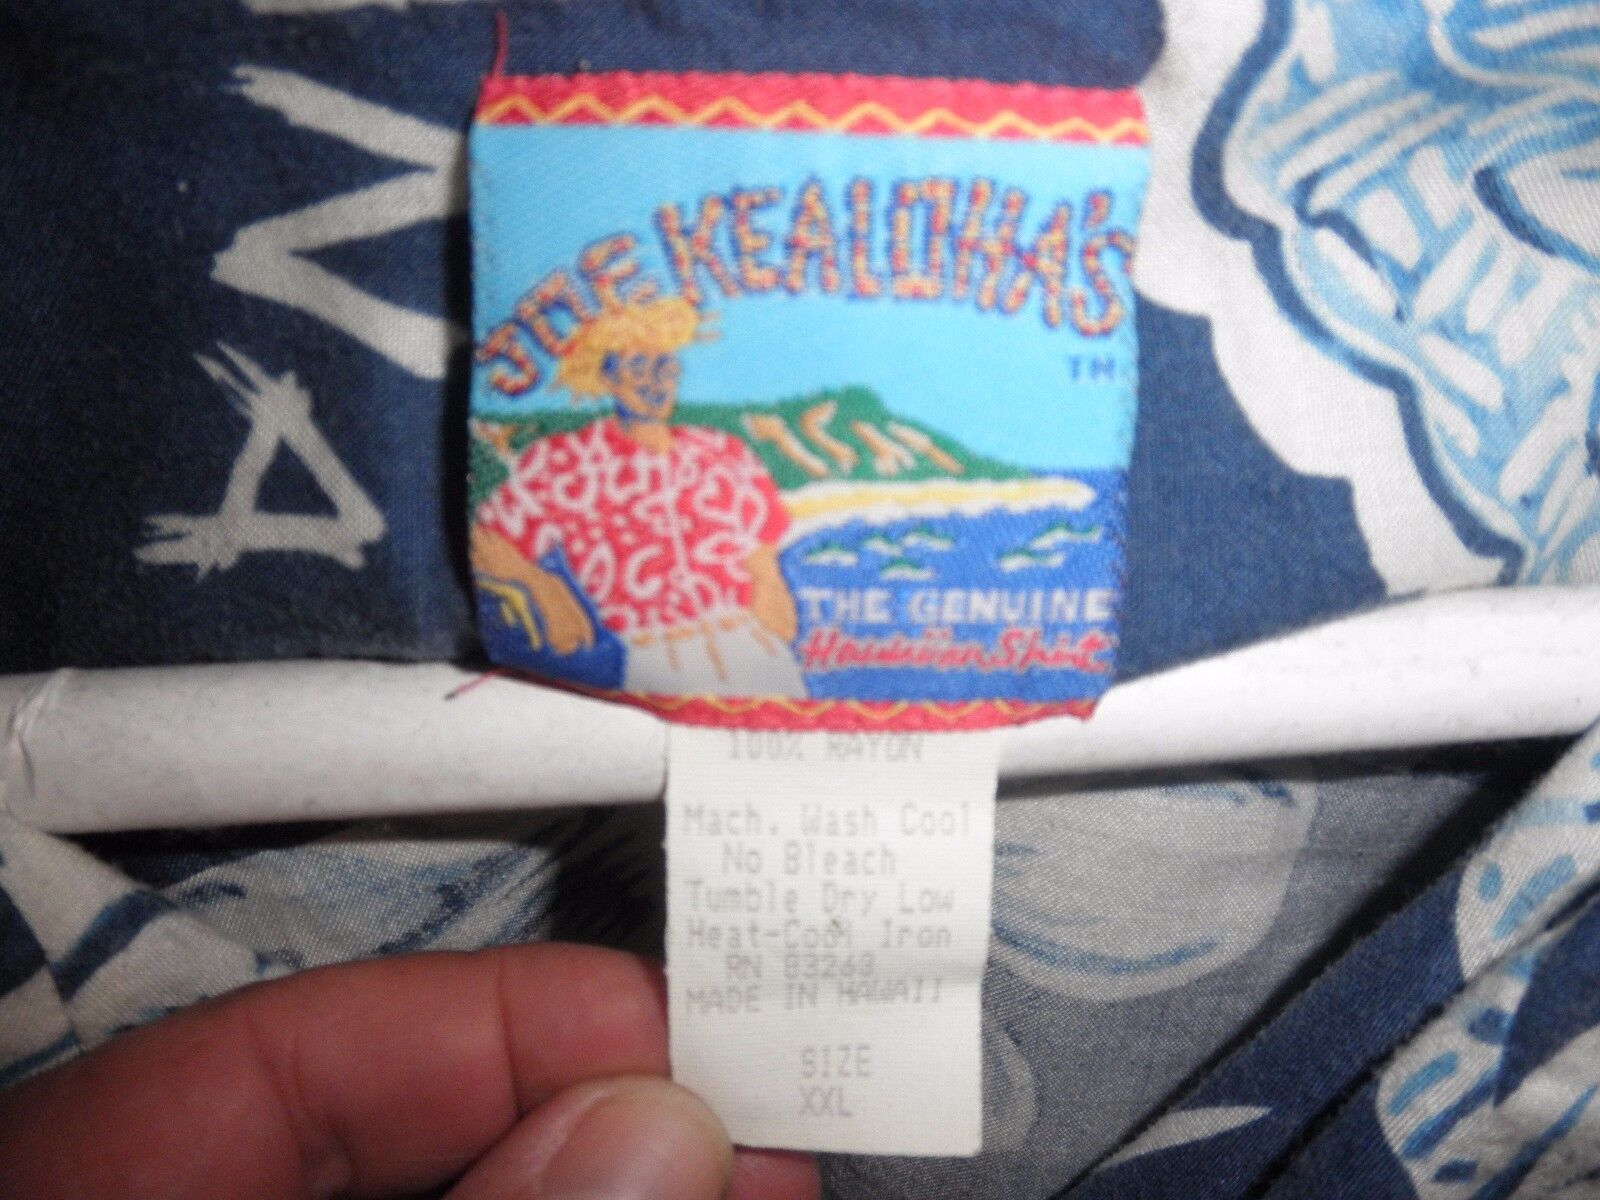 JOE KEALOHA'S
TM.
THE GENUINE
Hawaiian Shirt
100% RAYON
Mach. Wash Cool
No Bleach
Tumble Dry Low
Heat-Cool Iron
RN 83263
MADE IN HAWAII
SIZE
XXL